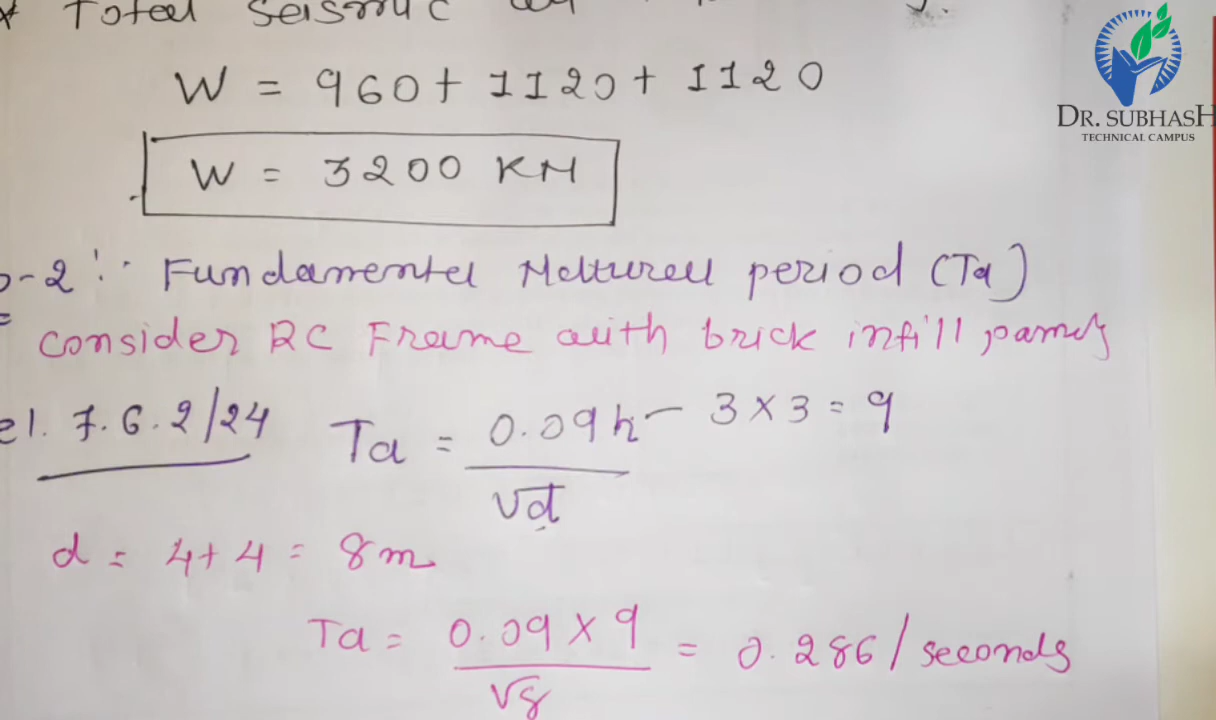 * Total Seismic
W = 960 + 1120 + 1120
W = 3200 KN
DR. SUBHASH
TECHNICAL CAMPUS
-2 :- Fundamental Natural period (Ta)
= consider RC Frame with brick infill panels
cl. 7.6.2/24 Ta = 0.09h/√d — 3 × 3 = 9
d = 4 + 4 = 8m
Ta = 0.09 × 9/√8 = 0.286/seconds